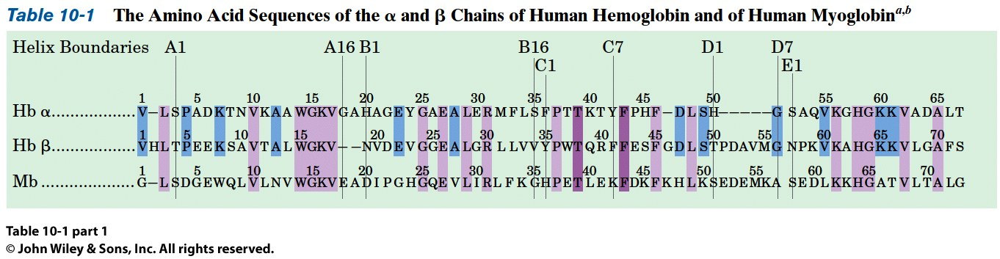 Table 10-1 The Amino Acid Sequences of the α and β Chains of Human Hemoglobin and of Human Myoglobin^a,b
Helix Boundaries A1 A16 B1 B16 C7 D1 D7
C1 E1
1 5 10 15 20 25 30 35 40 45 50 55 60 65
Hb α..................V–LSPADKTNVKAAWGKVGAHAGEYGAEALERMFLSFPTTKTYFPHF–DLSH–––––G SAQVKGHGKKVADALT
1 5 10 15 20 25 30 35 40 45 50 55 60 65 70
Hb β..................VHLTPEEKSAVTALWGKV––NVDEVGGEALGRLLVVYPWTQRFFESFGDLSTPDAVMGNPKVKAHGKKVLGAFS
1 5 10 15 20 25 30 35 40 45 50 55 60 65 70
Mb ....................G–LSDGEWQLVLNVWGKVEADIPGHGQEVLIRLFKGHPETLEKFDKFKHLKSEDEMKASEDLKKHGATVLTALG
Table 10-1 part 1
© John Wiley & Sons, Inc. All rights reserved.